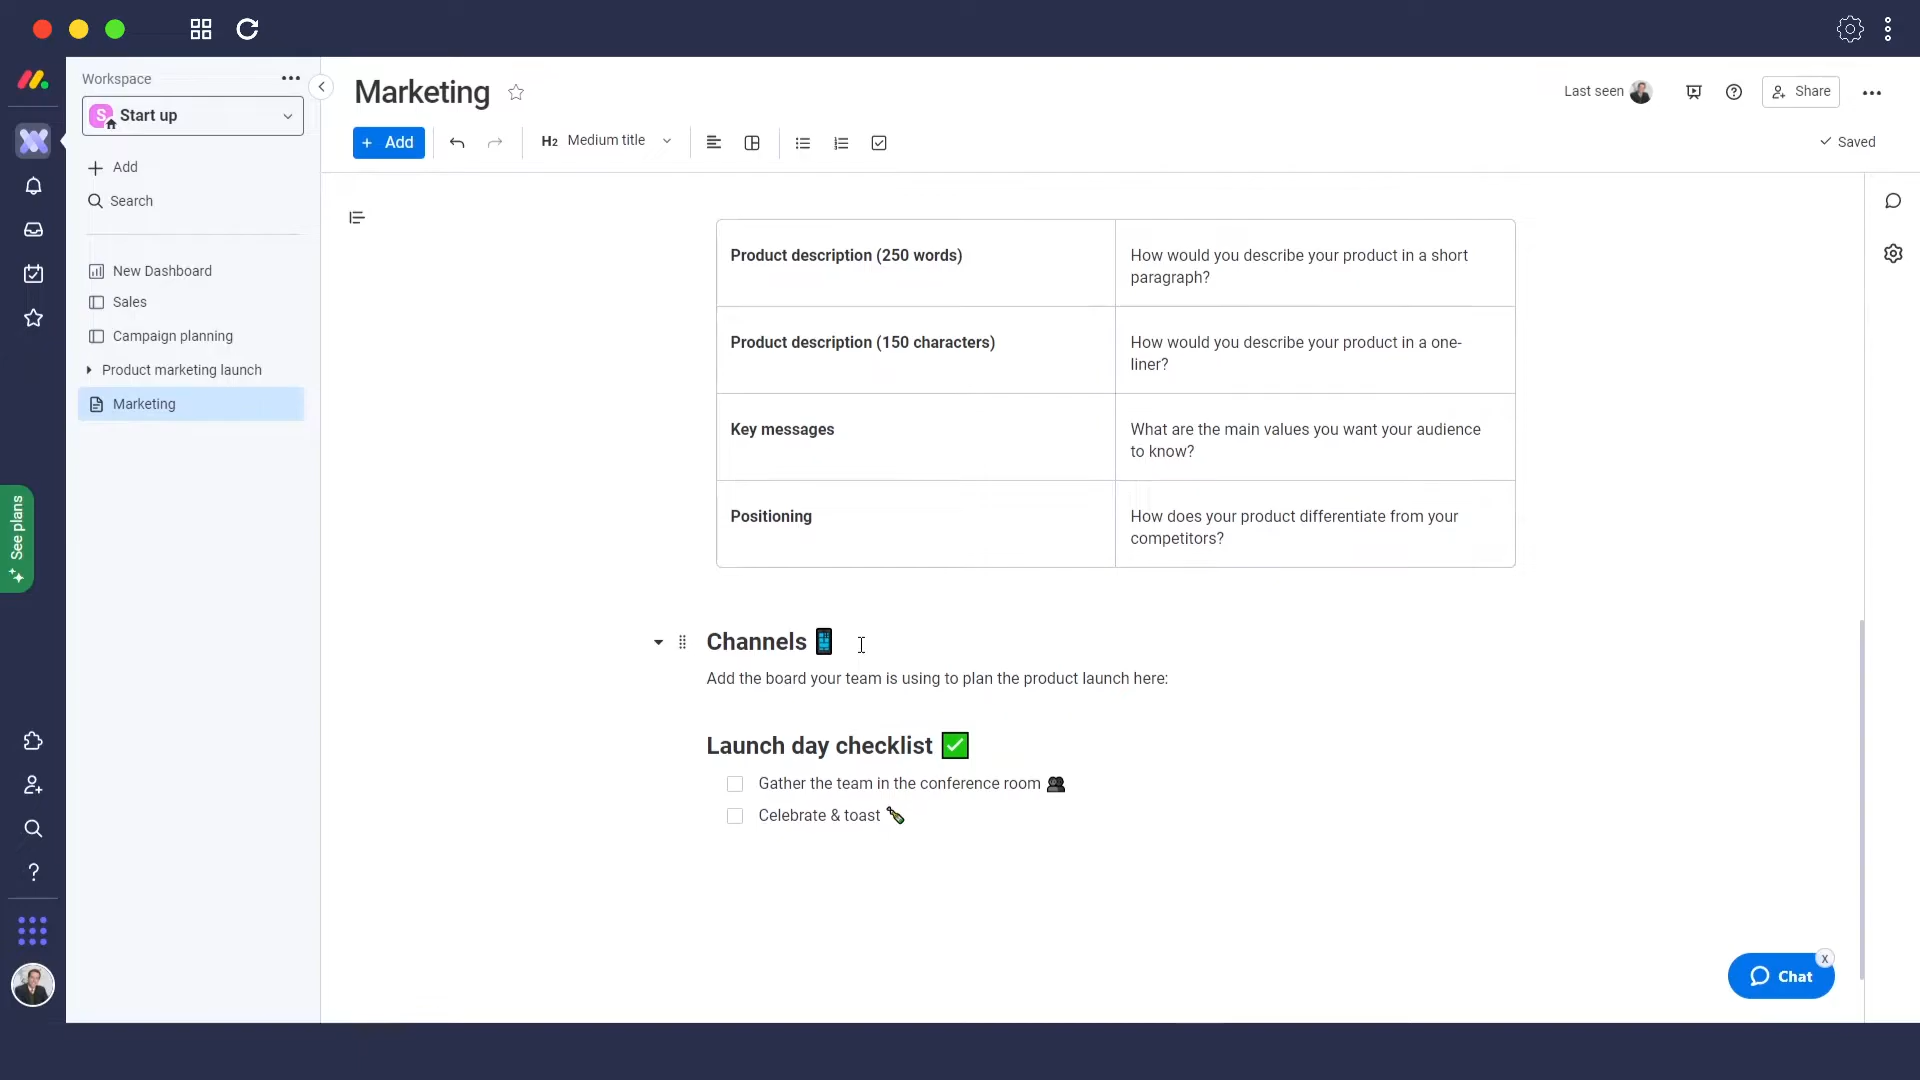 Workspace
Marketing
Last seen
Share
S Start up
+ Add
H2 Medium title
Saved
Add
Search
New Dashboard
Sales
Campaign planning
Product marketing launch
Marketing
See plans
Product description (250 words)
How would you describe your product in a short
paragraph?
Product description (150 characters)
How would you describe your product in a one-
liner?
Key messages
What are the main values you want your audience
to know?
Positioning
How does your product differentiate from your
competitors?
Channels
Add the board your team is using to plan the product launch here:
Launch day checklist
Gather the team in the conference room
Celebrate & toast
Chat
x